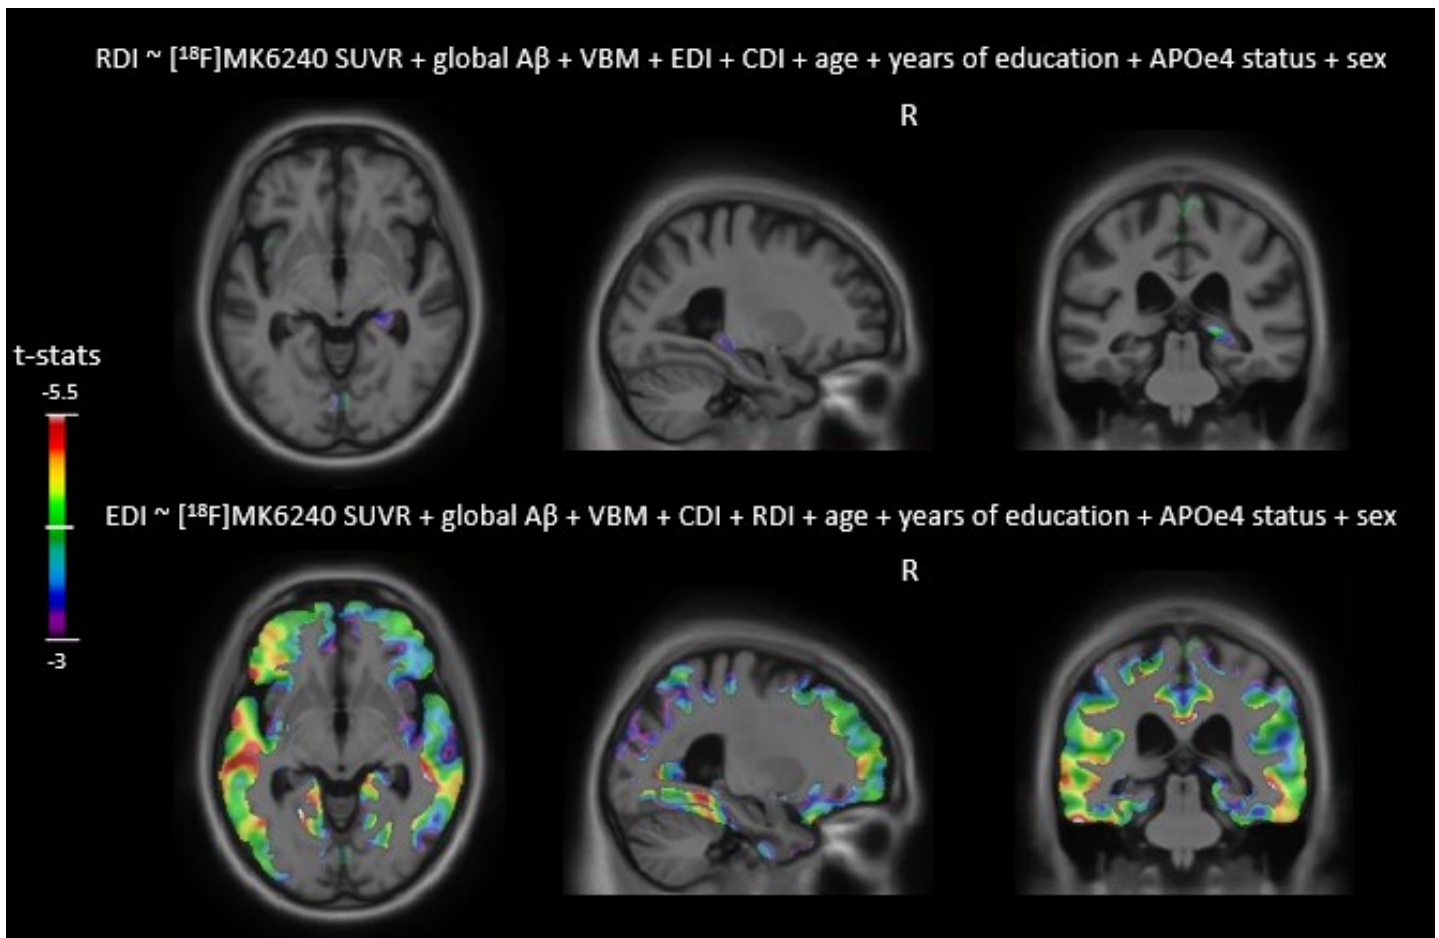 RDI ~ [¹⁸F]MK6240 SUVR + global Aβ + VBM + EDI + CDI + age + years of education + APOe4 status + sex
R
t-stats
-5.5
-3
EDI ~ [¹⁸F]MK6240 SUVR + global Aβ + VBM + CDI + RDI + age + years of education + APOe4 status + sex
R